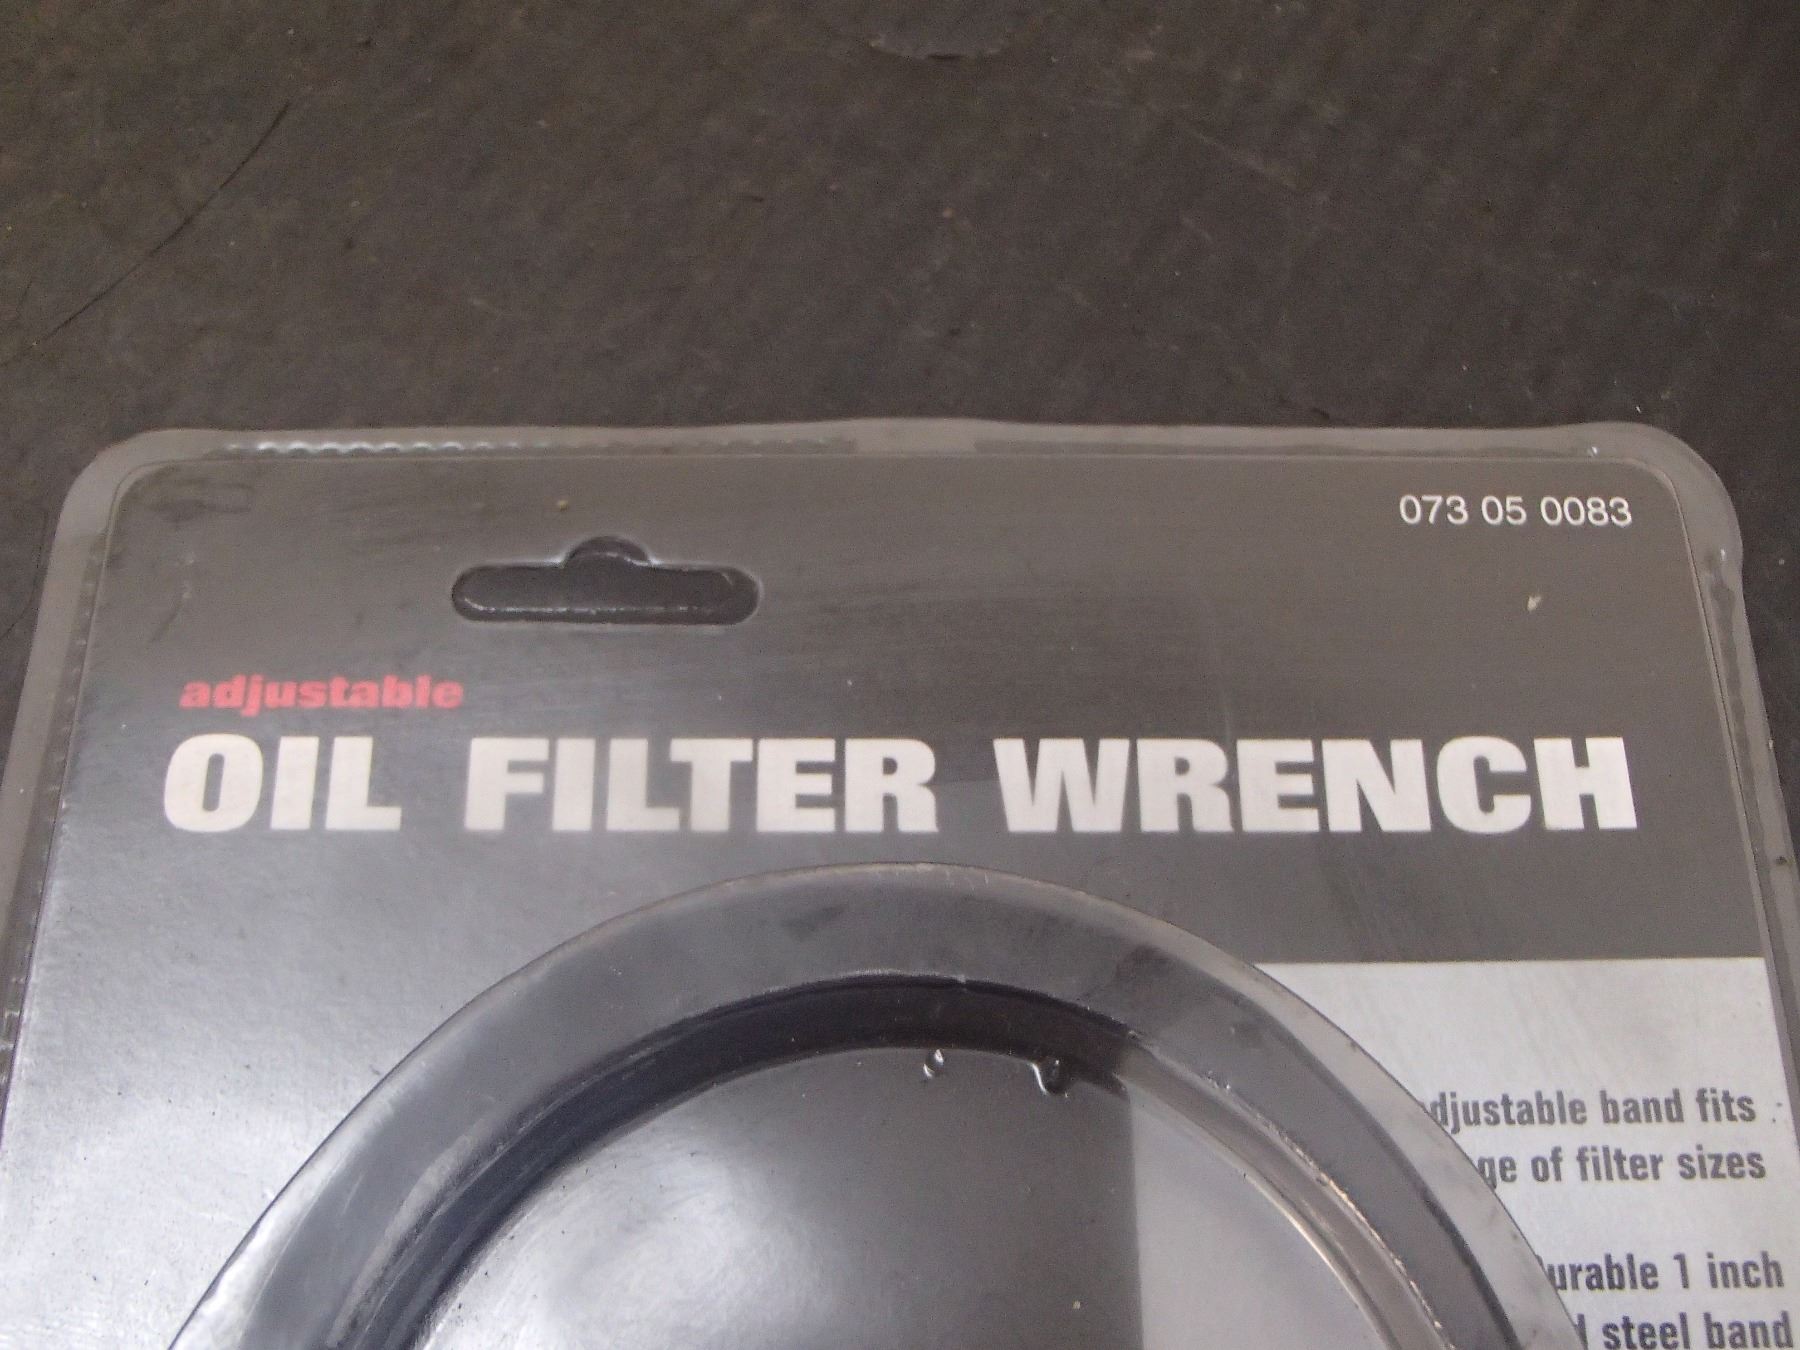 073 05 0083
adjustable
OIL FILTER WRENCH
band fits
of filter sizes
1 inch
steel band